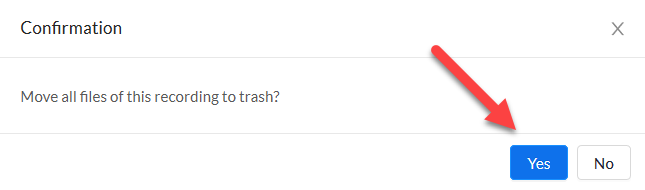 Confirmation
Move all files of this recording to trash?
Yes No